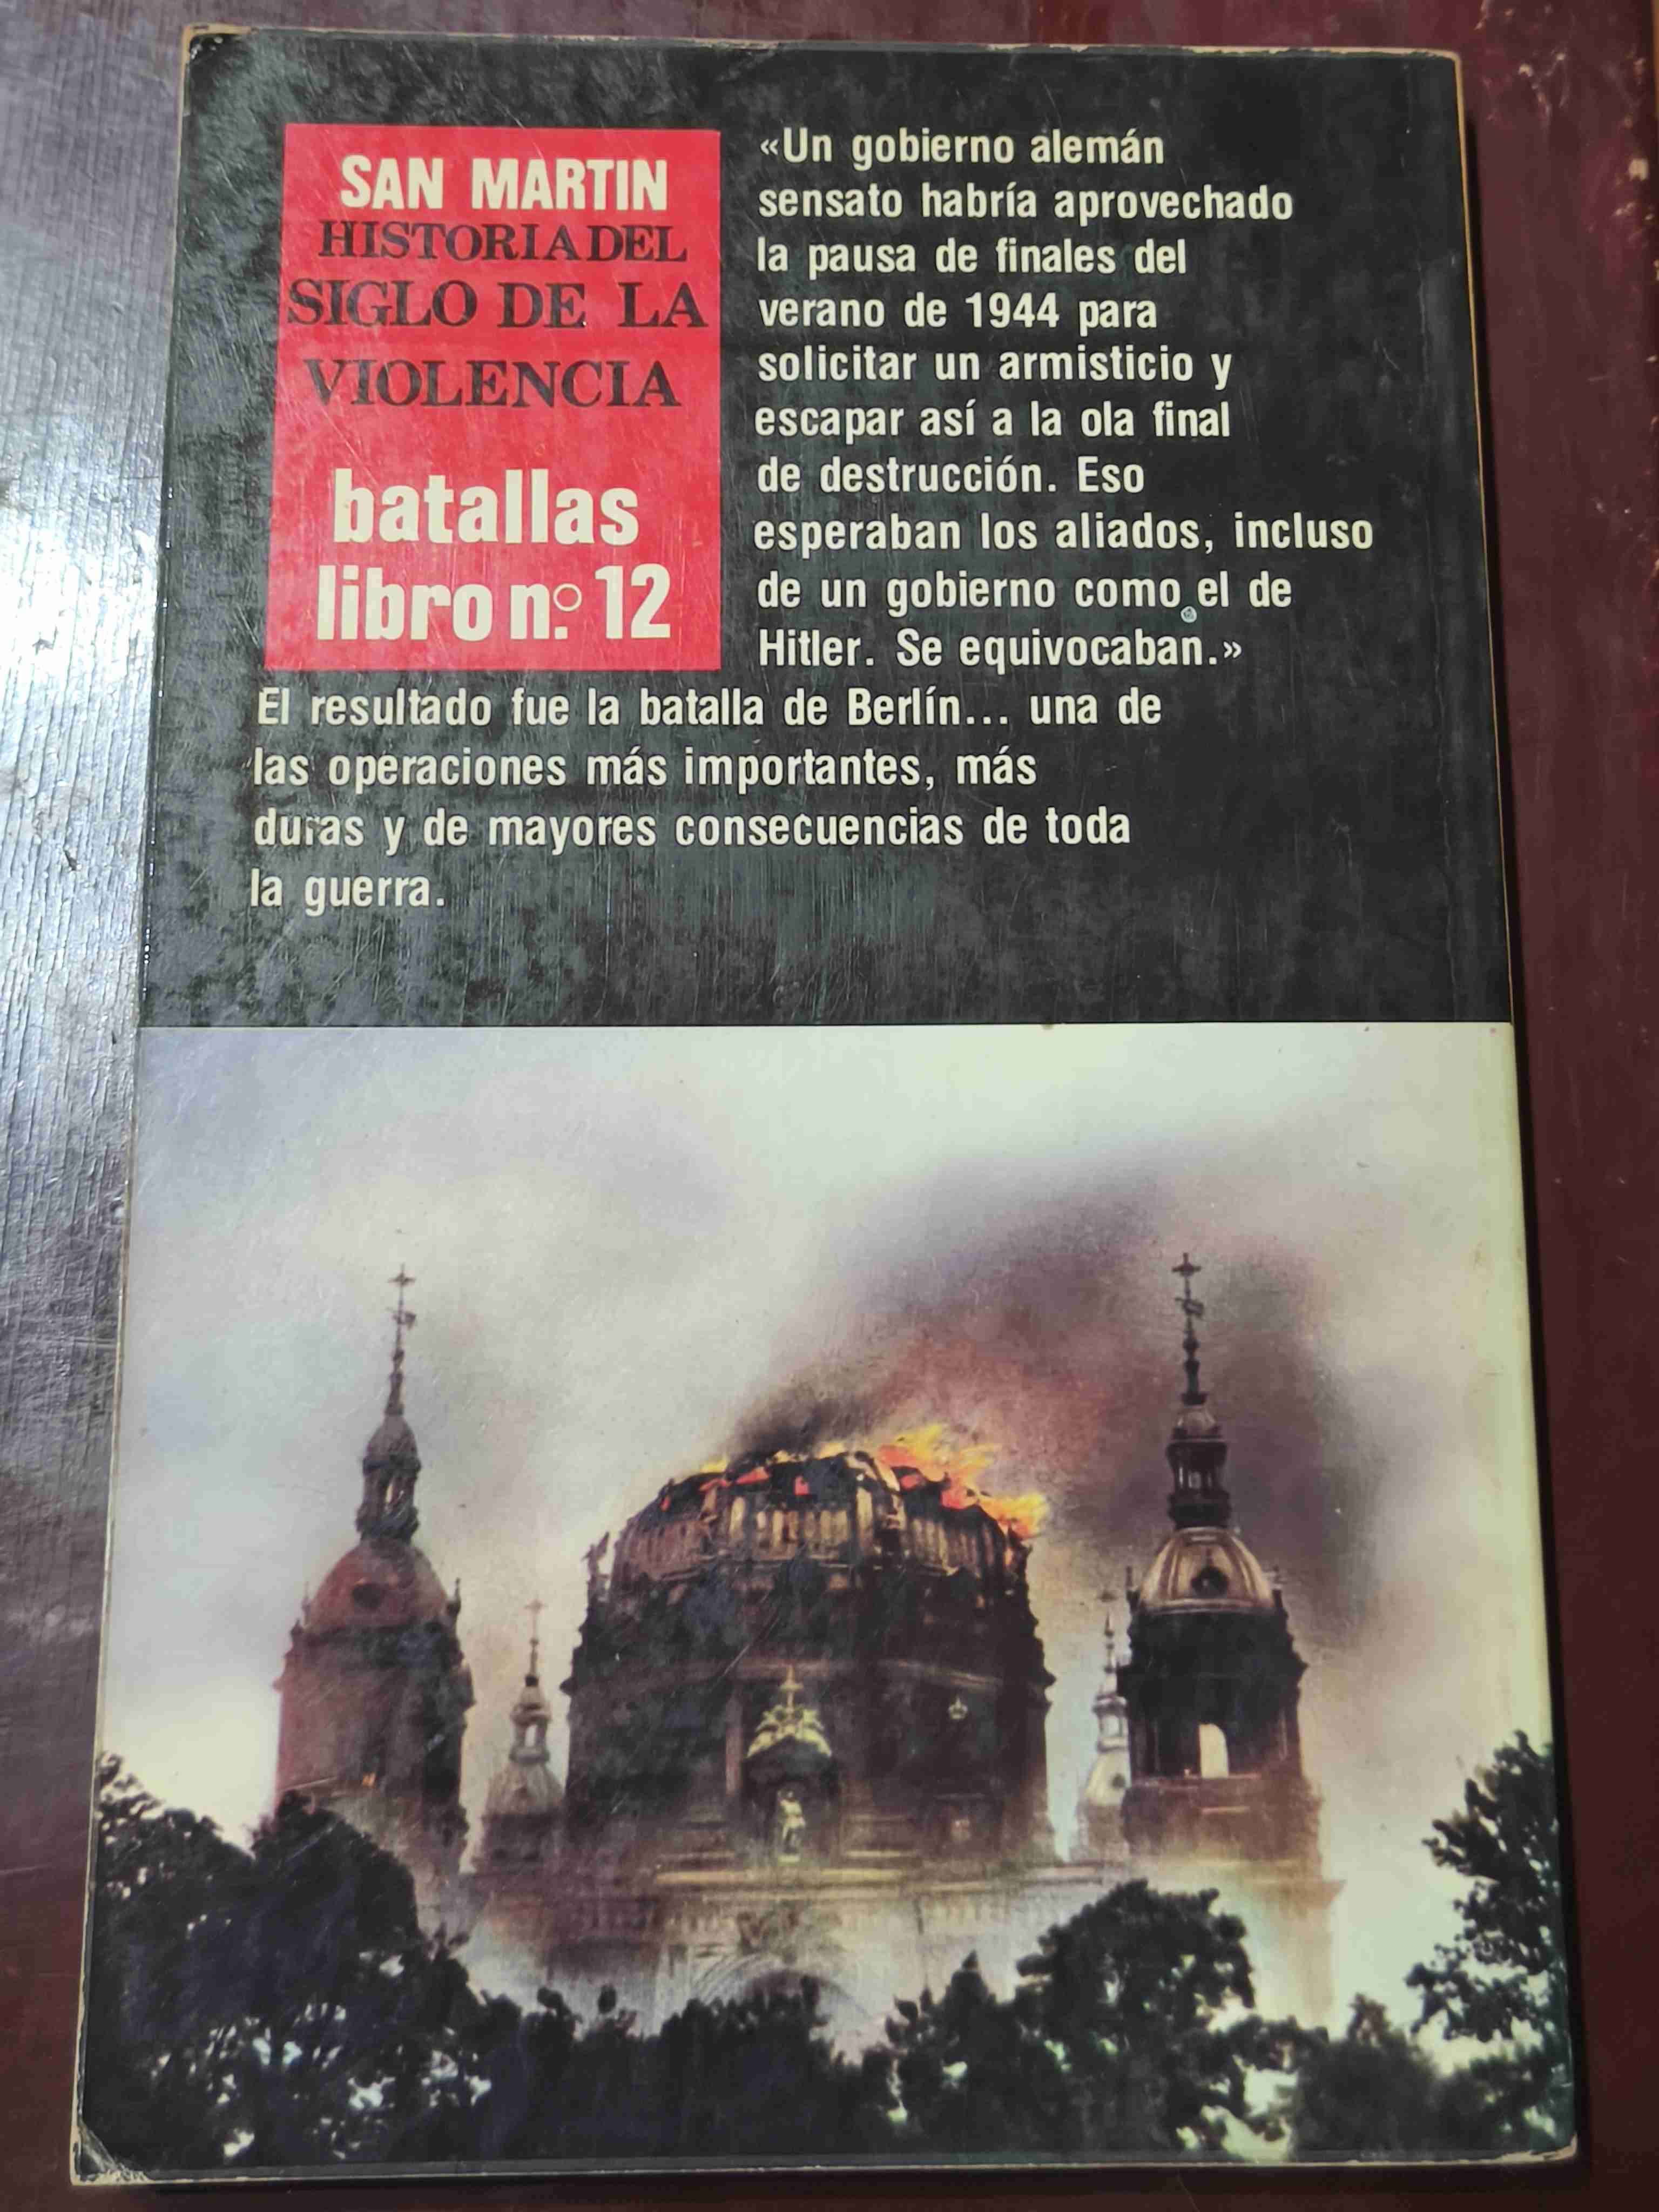 SAN MARTIN
HISTORIA DEL
SIGLO DE LA
VIOLENCIA
batallas
libro nº. 12
«Un gobierno alemán
sensato habría aprovechado
la pausa de finales del
verano de 1944 para
solicitar un armisticio y
escapar así a la ola final
de destrucción. Eso
esperaban los aliados, incluso
de un gobierno como el de
Hitler. Se equivocaban.»
El resultado fue la batalla de Berlín... una de
las operaciones más importantes, más
duras y de mayores consecuencias de toda
la guerra.